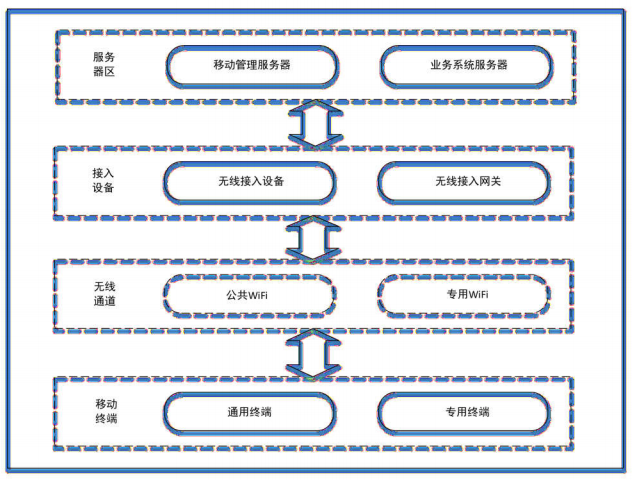 服务
器区
移动管理服务器
业务系统服务器
接入
设备
无线接入设备
无线接入网关
无线
通道
公共WiFi
专用WiFi
移动
终端
通用终端
专用终端